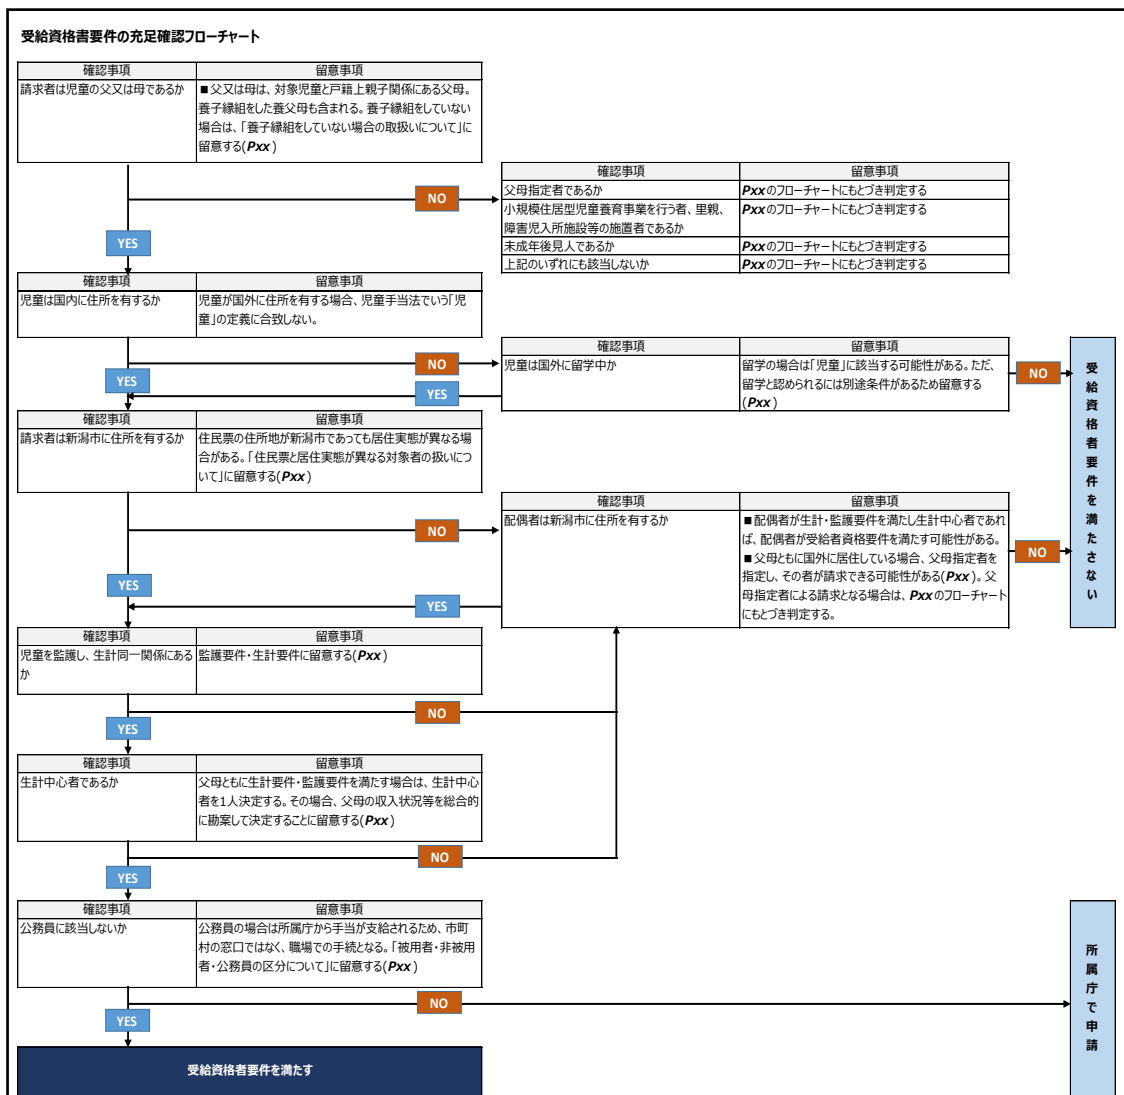 受給資格書要件の充足確認フローチャート
確認事項
留意事項
請求者は児童の父又は母であるか
■父又は母は、対象児童と戸籍上親子関係にある父母。
養子縁組をした養父母も含まれる。養子縁組をしていない
場合は、「養子縁組をしていない場合の取扱いについて」に
留意する(Pxx)
NO
確認事項
留意事項
父母指定者であるか
Pxxのフローチャートにもとづき判定する
小規模住居型児童養育事業を行う者、里親、
障害児入所施設等の施置者であるか
Pxxのフローチャートにもとづき判定する
未成年後見人であるか
Pxxのフローチャートにもとづき判定する
上記のいずれにも該当しないか
Pxxのフローチャートにもとづき判定する
YES
確認事項
留意事項
児童は国内に住所を有するか
児童が国外に住所を有する場合、児童手当法でいう「児
童」の定義に合致しない。
NO
確認事項
留意事項
児童は国外に留学中か
留学の場合は「児童」に該当する可能性がある。ただ、
留学と認められるには別途条件があるため留意する
(Pxx)
NO
YES
YES
受給資格者要件を満たさない
確認事項
留意事項
請求者は新潟市に住所を有するか
住民票の住所地が新潟市であっても居住実態が異なる場
合がある。「住民票と居住実態が異なる対象者の扱いにつ
いて」に留意する(Pxx)
NO
確認事項
留意事項
配偶者は新潟市に住所を有するか
■配偶者が生計・監護要件を満たし生計中心者であれ
ば、配偶者が受給者資格要件を満たす可能性がある。
■父母ともに国外に居住している場合、父母指定者を
指定し、その者が請求できる可能性がある(Pxx)。父
母指定者による請求となる場合は、Pxxのフローチャート
にもとづき判定する。
NO
YES
YES
確認事項
留意事項
児童を監護し、生計同一関係にある
か
監護要件・生計要件に留意する(Pxx)
NO
YES
確認事項
留意事項
生計中心者であるか
父母ともに生計要件・監護要件を満たす場合は、生計中心
者を1人決定する。その場合、父母の収入状況等を総合的
に勘案して決定することに留意する(Pxx)
NO
YES
確認事項
留意事項
公務員に該当しないか
公務員の場合は所属庁から手当が支給されるため、市町
村の窓口ではなく、職場での手続となる。「被用者・非被用
者・公務員の区分について」に留意する(Pxx)
NO
YES
所属庁で申請
受給資格者要件を満たす